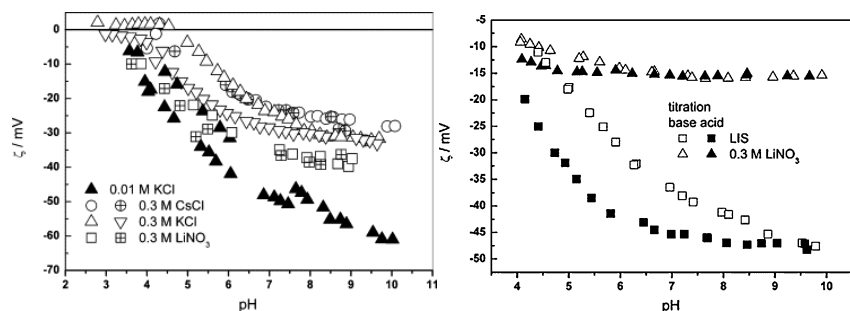 10
0
-10
-20
-30
-40
-50
-60
-70
ζ / mV
2 3 4 5 6 7 8 9 10 11
pH
0.01 M KCl
0.3 M CsCl
0.3 M KCl
0.3 M LiNO₃
-5
-10
-15
-20
-25
-30
-35
-40
-45
-50
ζ / mV
4 5 6 7 8 9 10
pH
titration
base acid
LIS
0.3 M LiNO₃